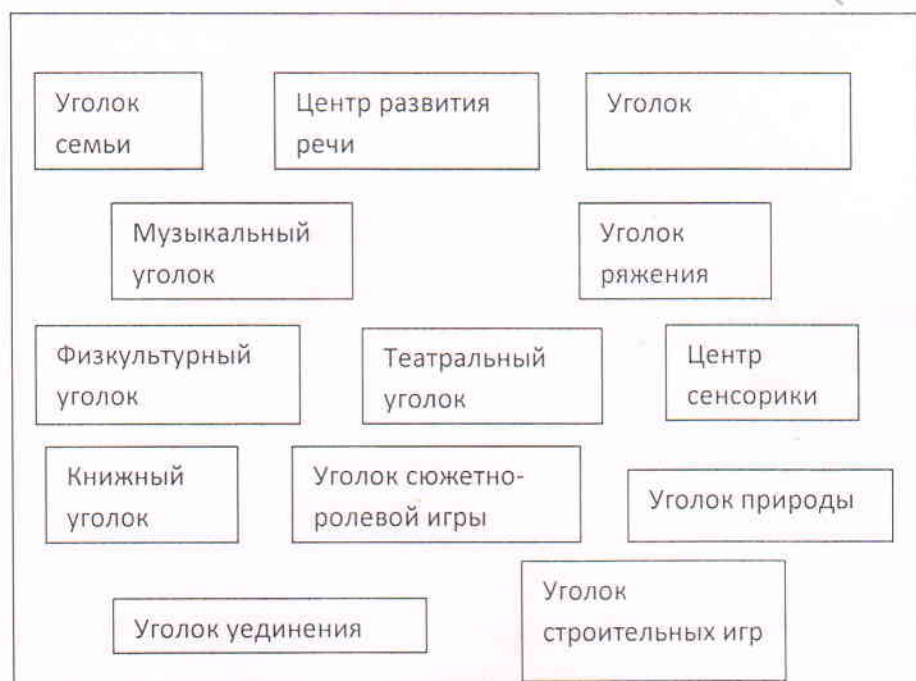 Уголок
семьи
Центр развития
речи
Уголок
Музыкальный
уголок
Уголок
ряжения
Физкультурный
уголок
Театральный
уголок
Центр
сенсорики
Книжный
уголок
Уголок сюжетно-
ролевой игры
Уголок природы
Уголок уединения
Уголок
строительных игр